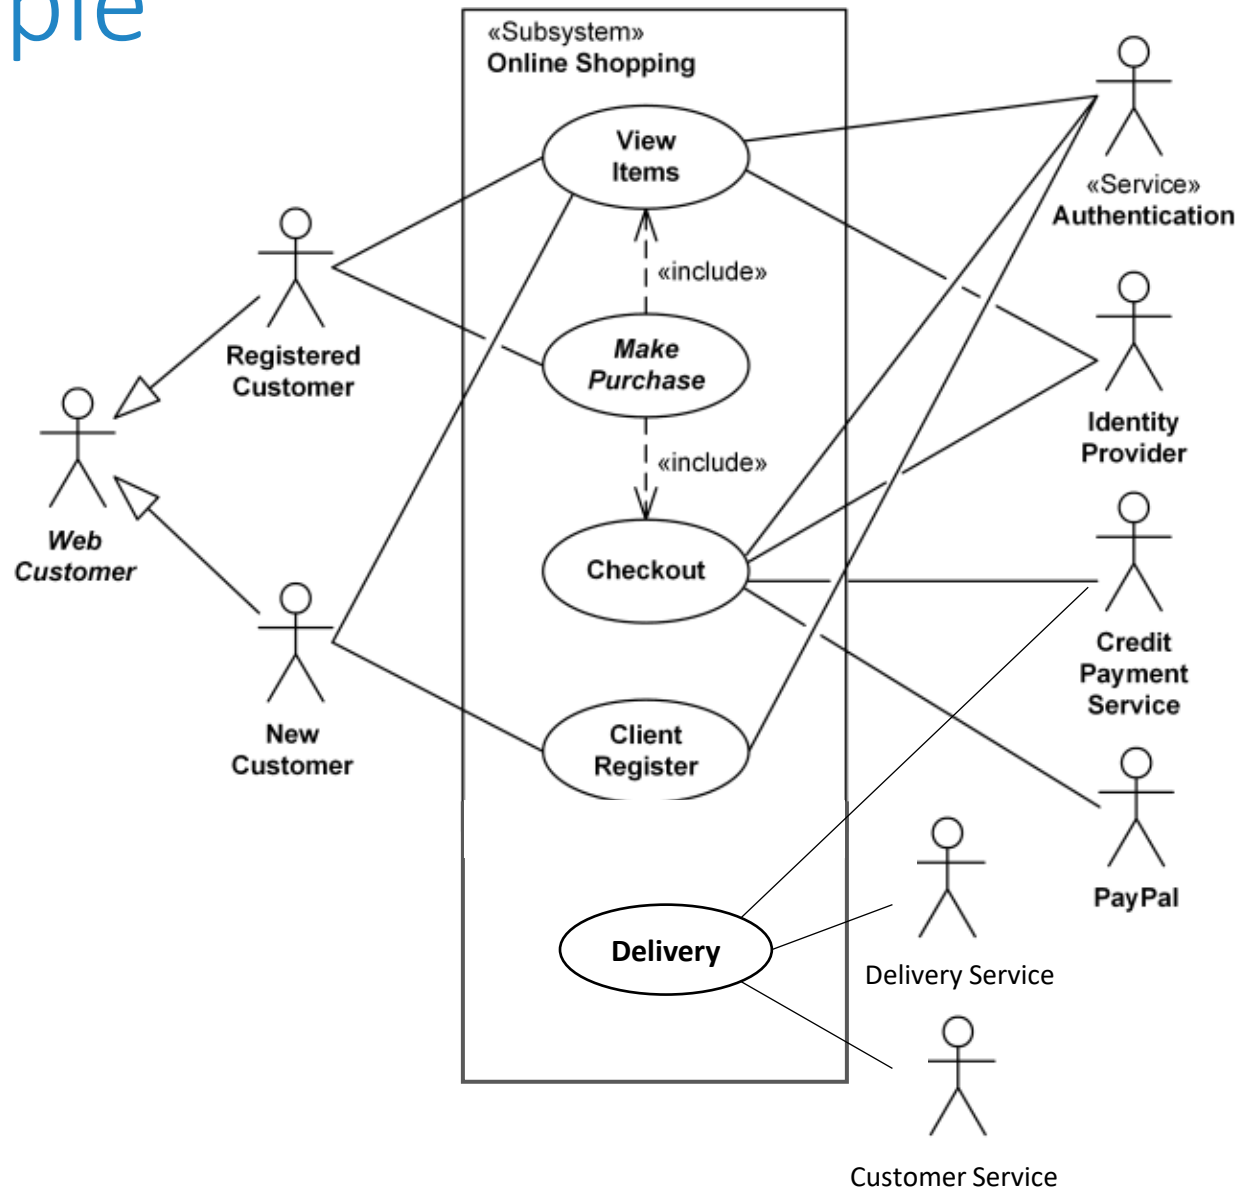 ple
«Subsystem»
Online Shopping
View
Items
«Service»
Authentication
«include»
Registered
Customer
Make
Purchase
Identity
Provider
«include»
Web
Customer
Checkout
Credit
Payment
Service
New
Customer
Client
Register
PayPal
Delivery
Delivery Service
Customer Service